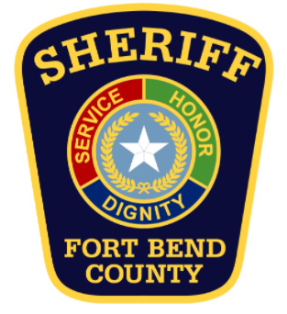 SHERIFF
SERVICE
HONOR
DIGNITY
FORT BEND
COUNTY